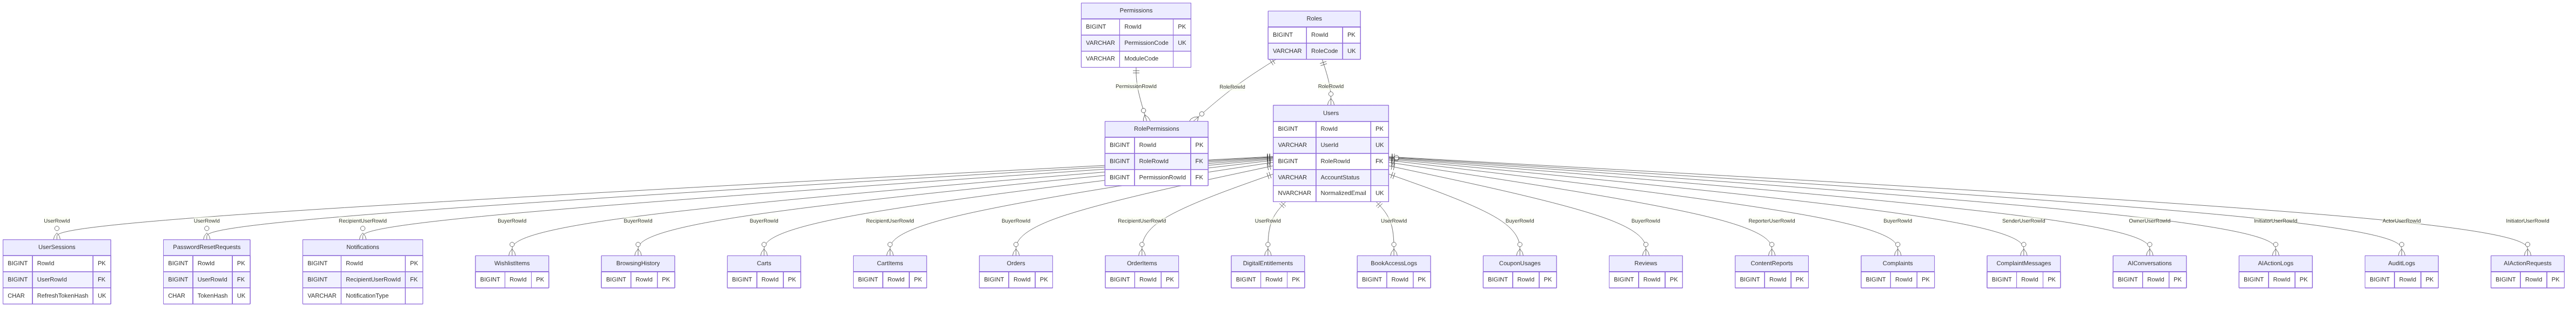 Permissions
BIGINT RowId PK
VARCHAR PermissionCode UK
VARCHAR ModuleCode
Roles
BIGINT RowId PK
VARCHAR RoleCode UK
PermissionRowId
RoleRowId
RoleRowId
RolePermissions
BIGINT RowId PK
BIGINT RoleRowId FK
BIGINT PermissionRowId FK
Users
BIGINT RowId PK
VARCHAR UserId UK
BIGINT RoleRowId FK
VARCHAR AccountStatus
NVARCHAR NormalizedEmail UK
UserRowId
UserRowId
RecipientUserRowId
BuyerRowId
BuyerRowId
BuyerRowId
RecipientUserRowId
BuyerRowId
RecipientUserRowId
UserRowId
UserRowId
BuyerRowId
BuyerRowId
ReporterUserRowId
BuyerRowId
SenderUserRowId
OwnerUserRowId
InitiatorUserRowId
ActorUserRowId
InitiatorUserRowId
UserSessions
BIGINT RowId PK
BIGINT UserRowId FK
CHAR RefreshTokenHash UK
PasswordResetRequests
BIGINT RowId PK
BIGINT UserRowId FK
CHAR TokenHash UK
Notifications
BIGINT RowId PK
BIGINT RecipientUserRowId FK
VARCHAR NotificationType
WishlistItems
BIGINT RowId PK
BrowsingHistory
BIGINT RowId PK
Carts
BIGINT RowId PK
CartItems
BIGINT RowId PK
Orders
BIGINT RowId PK
OrderItems
BIGINT RowId PK
DigitalEntitlements
BIGINT RowId PK
BookAccessLogs
BIGINT RowId PK
CouponUsages
BIGINT RowId PK
Reviews
BIGINT RowId PK
ContentReports
BIGINT RowId PK
Complaints
BIGINT RowId PK
ComplaintMessages
BIGINT RowId PK
AIConversations
BIGINT RowId PK
AIActionLogs
BIGINT RowId PK
AuditLogs
BIGINT RowId PK
AIActionRequests
BIGINT RowId PK